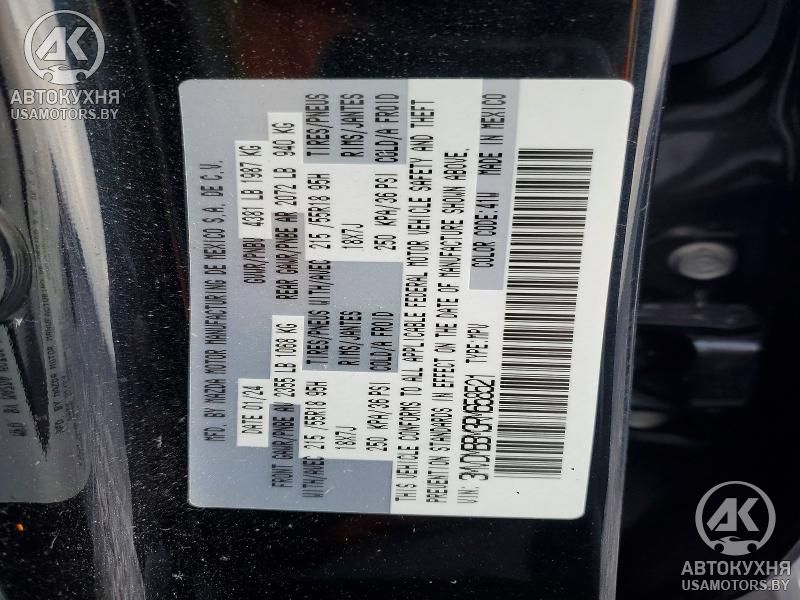 MFD. BY MAZDA MOTOR MANUFACTURING DE MEXICO S.A. DE C.V.
DATE 01/24 GVWR/PNBV 4381 LB 1987 KG
FRONT GAWR/PNBE AV 2355 LB 1068 KG REAR GAWR/PNBE AR 2072 LB 940 KG
WITH/AVEC 215/55R18 95H TIRES/PNEUS WITH/AVEC 215/55R18 95H TIRES/PNEUS
18X7J RIMS/JANTES 18X7J RIMS/JANTES
250 KPA/36 PSI COLD/A FROID 250 KPA/36 PSI COLD/A FROID
THIS VEHICLE CONFORMS TO ALL APPLICABLE FEDERAL MOTOR VEHICLE SAFETY AND THEFT
PREVENTION STANDARDS IN EFFECT ON THE DATE OF MANUFACTURE SHOWN ABOVE.
VIN: TYPE:MPV COLOR CODE:41W MADE IN MEXICO
AK
АВТОКУХНЯ
USAMOTORS.BY
AK
АВТОКУХНЯ
USAMOTORS.BY